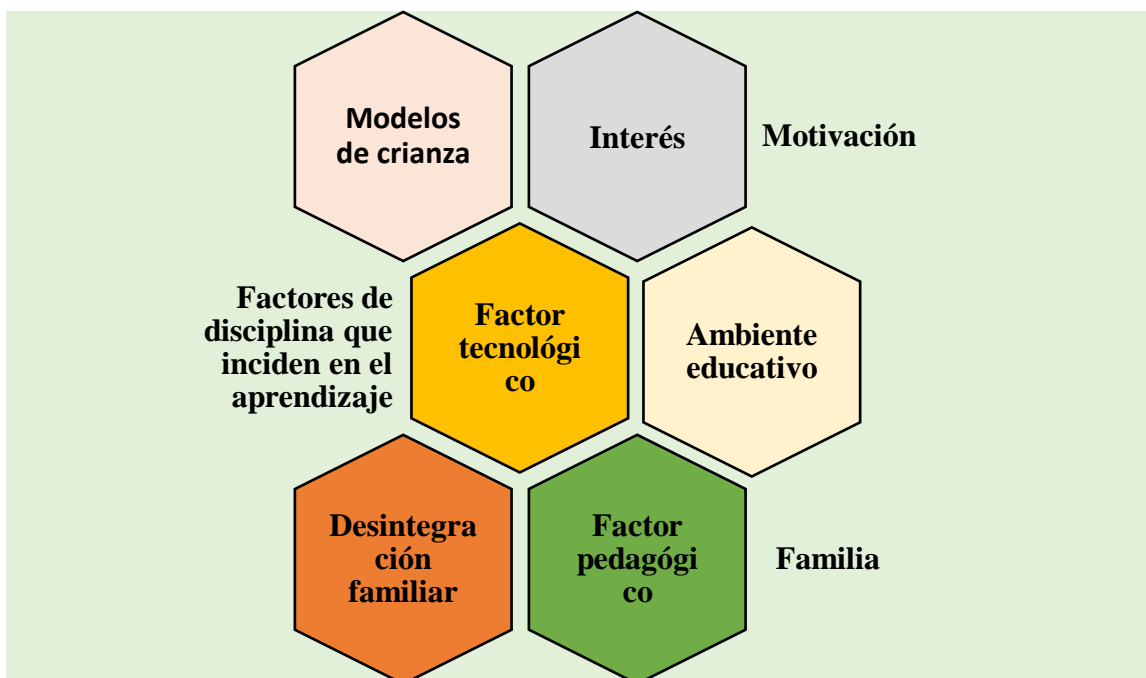 Modelos
de crianza
Interés
Motivación
Factores de
disciplina que
inciden en el
aprendizaje
Factor
tecnológi
co
Ambiente
educativo
Desintegra
ción
familiar
Factor
pedagógi
co
Familia